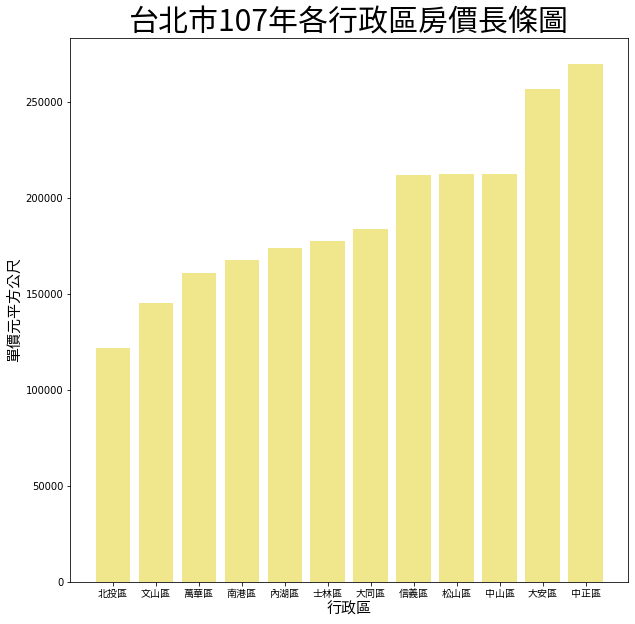 台北市107年各行政區房價長條圖
單價元平方公尺
250000
200000
150000
100000
50000
0
北投區 文山區 萬華區 南港區 內湖區 士林區 大同區 信義區 松山區 中山區 大安區 中正區
行政區